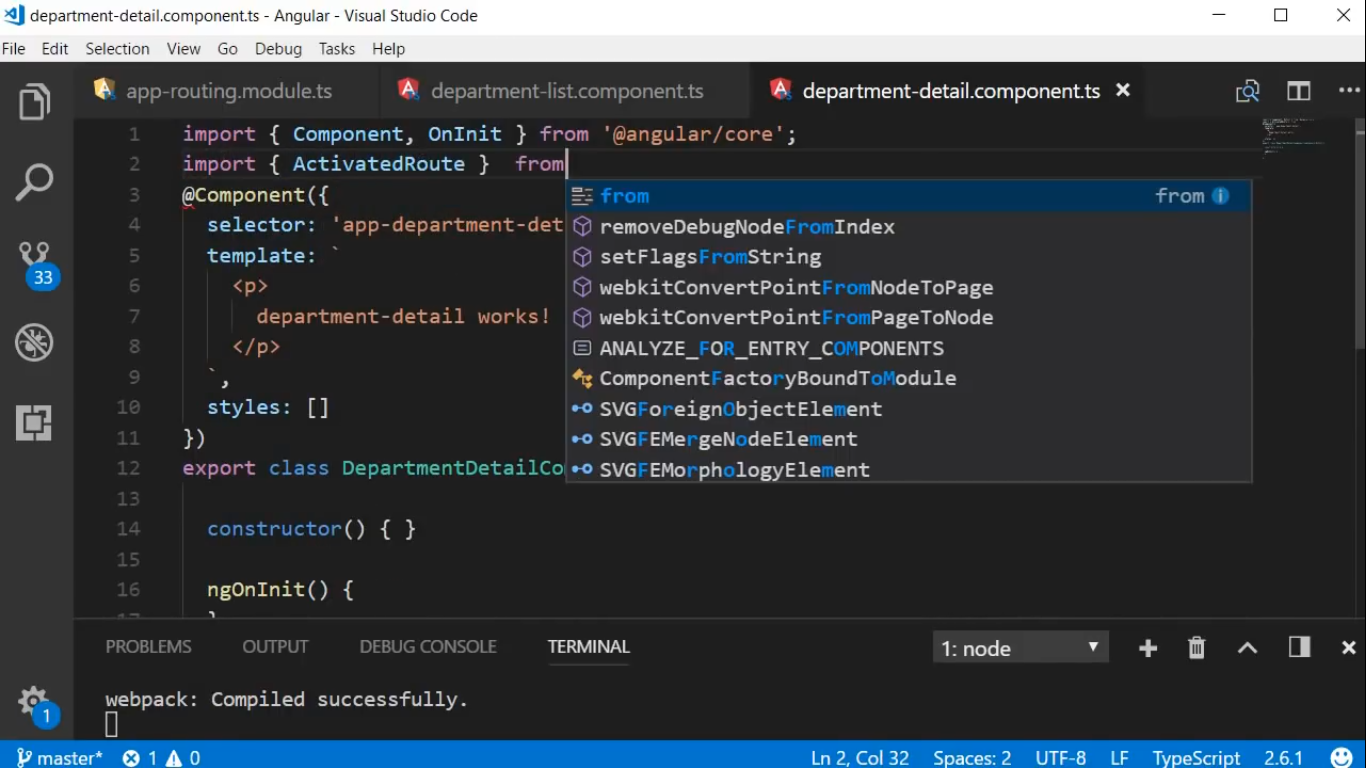 department-detail.component.ts - Angular - Visual Studio Code
File Edit Selection View Go Debug Tasks Help
app-routing.module.ts department-list.component.ts department-detail.component.ts
1 import { Component, OnInit } from '@angular/core';
2 import { ActivatedRoute }  from
3 @Component({
4 selector: 'app-department-det
5 template: `
6 <p>
7 department-detail works!
8 </p>
9 `,
10 styles: []
11 })
12 export class DepartmentDetailCo
13
14 constructor() { }
15
16 ngOnInit() {
17 }
from from
removeDebugNodeFromIndex
setFlagsFromString
webkitConvertPointFromNodeToPage
webkitConvertPointFromPageToNode
ANALYZE_FOR_ENTRY_COMPONENTS
ComponentFactoryBoundToModule
SVGForeignObjectElement
SVGFEMergeNodeElement
SVGFEMorphologyElement
33
PROBLEMS OUTPUT DEBUG CONSOLE TERMINAL 1: node
webpack: Compiled successfully.
1
master* 1 0 Ln 2, Col 32 Spaces: 2 UTF-8 LF TypeScript 2.6.1